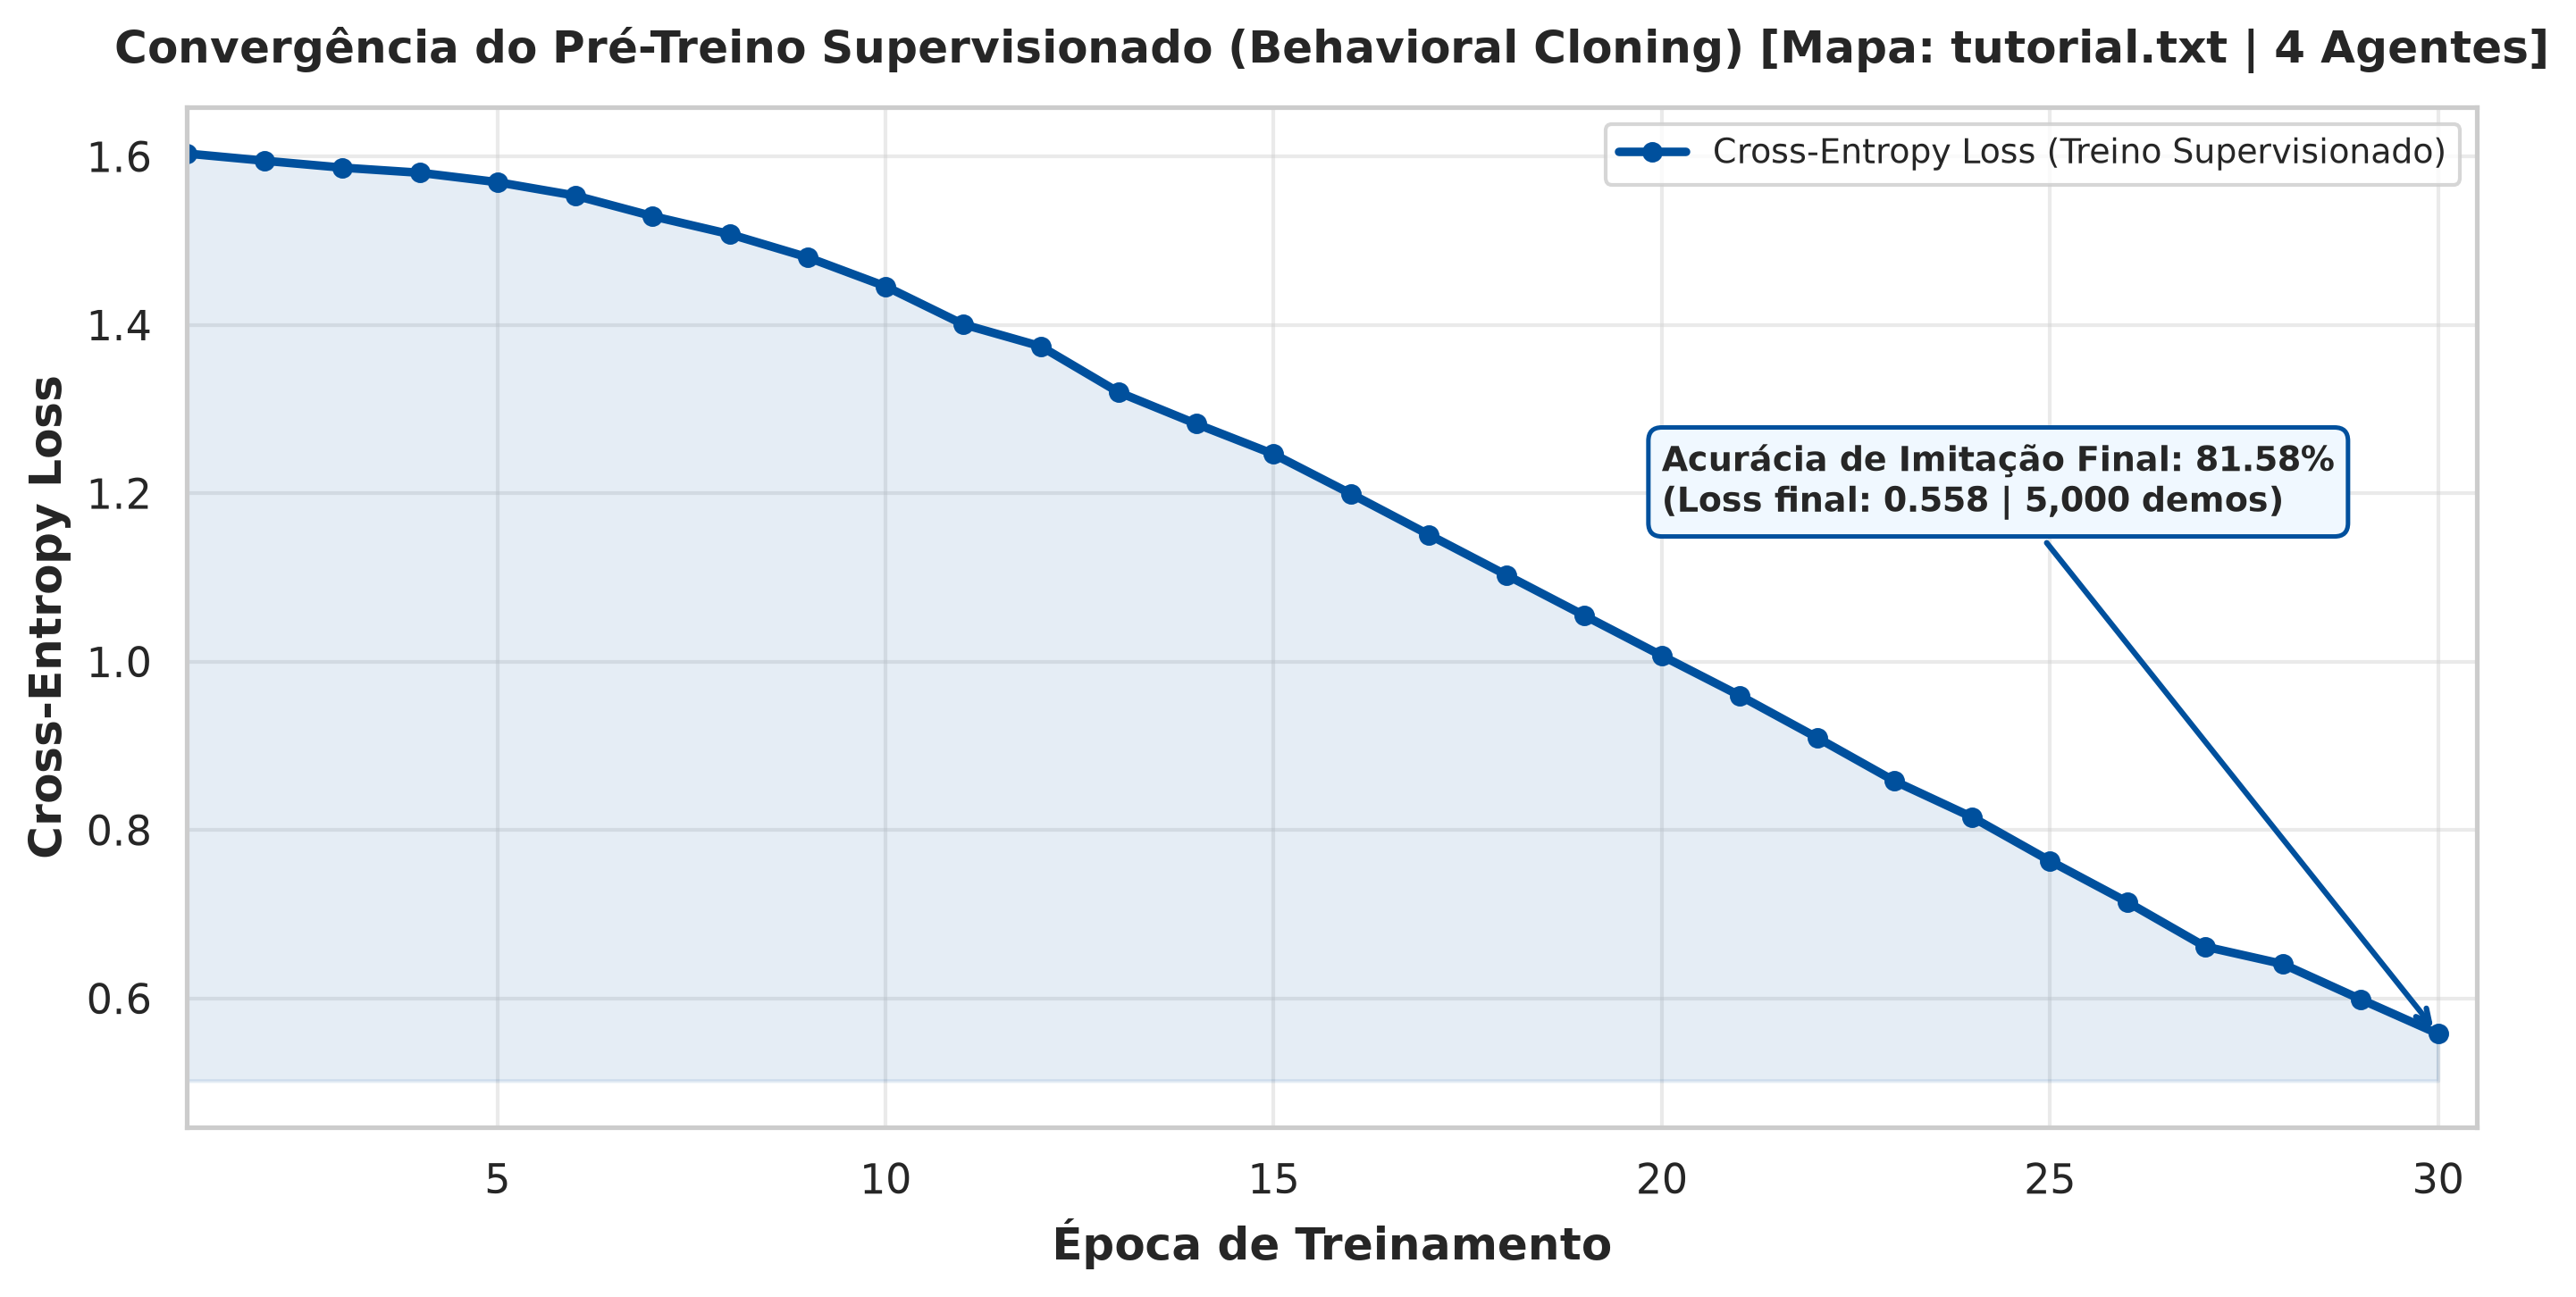 Convergência do Pré-Treino Supervisionado (Behavioral Cloning) [Mapa: tutorial.txt | 4 Agentes]
Cross-Entropy Loss (Treino Supervisionado)
Acurácia de Imitação Final: 81.58%
(Loss final: 0.558 | 5,000 demos)
Cross-Entropy Loss
1.6
1.4
1.2
1.0
0.8
0.6
5 10 15 20 25 30
Época de Treinamento